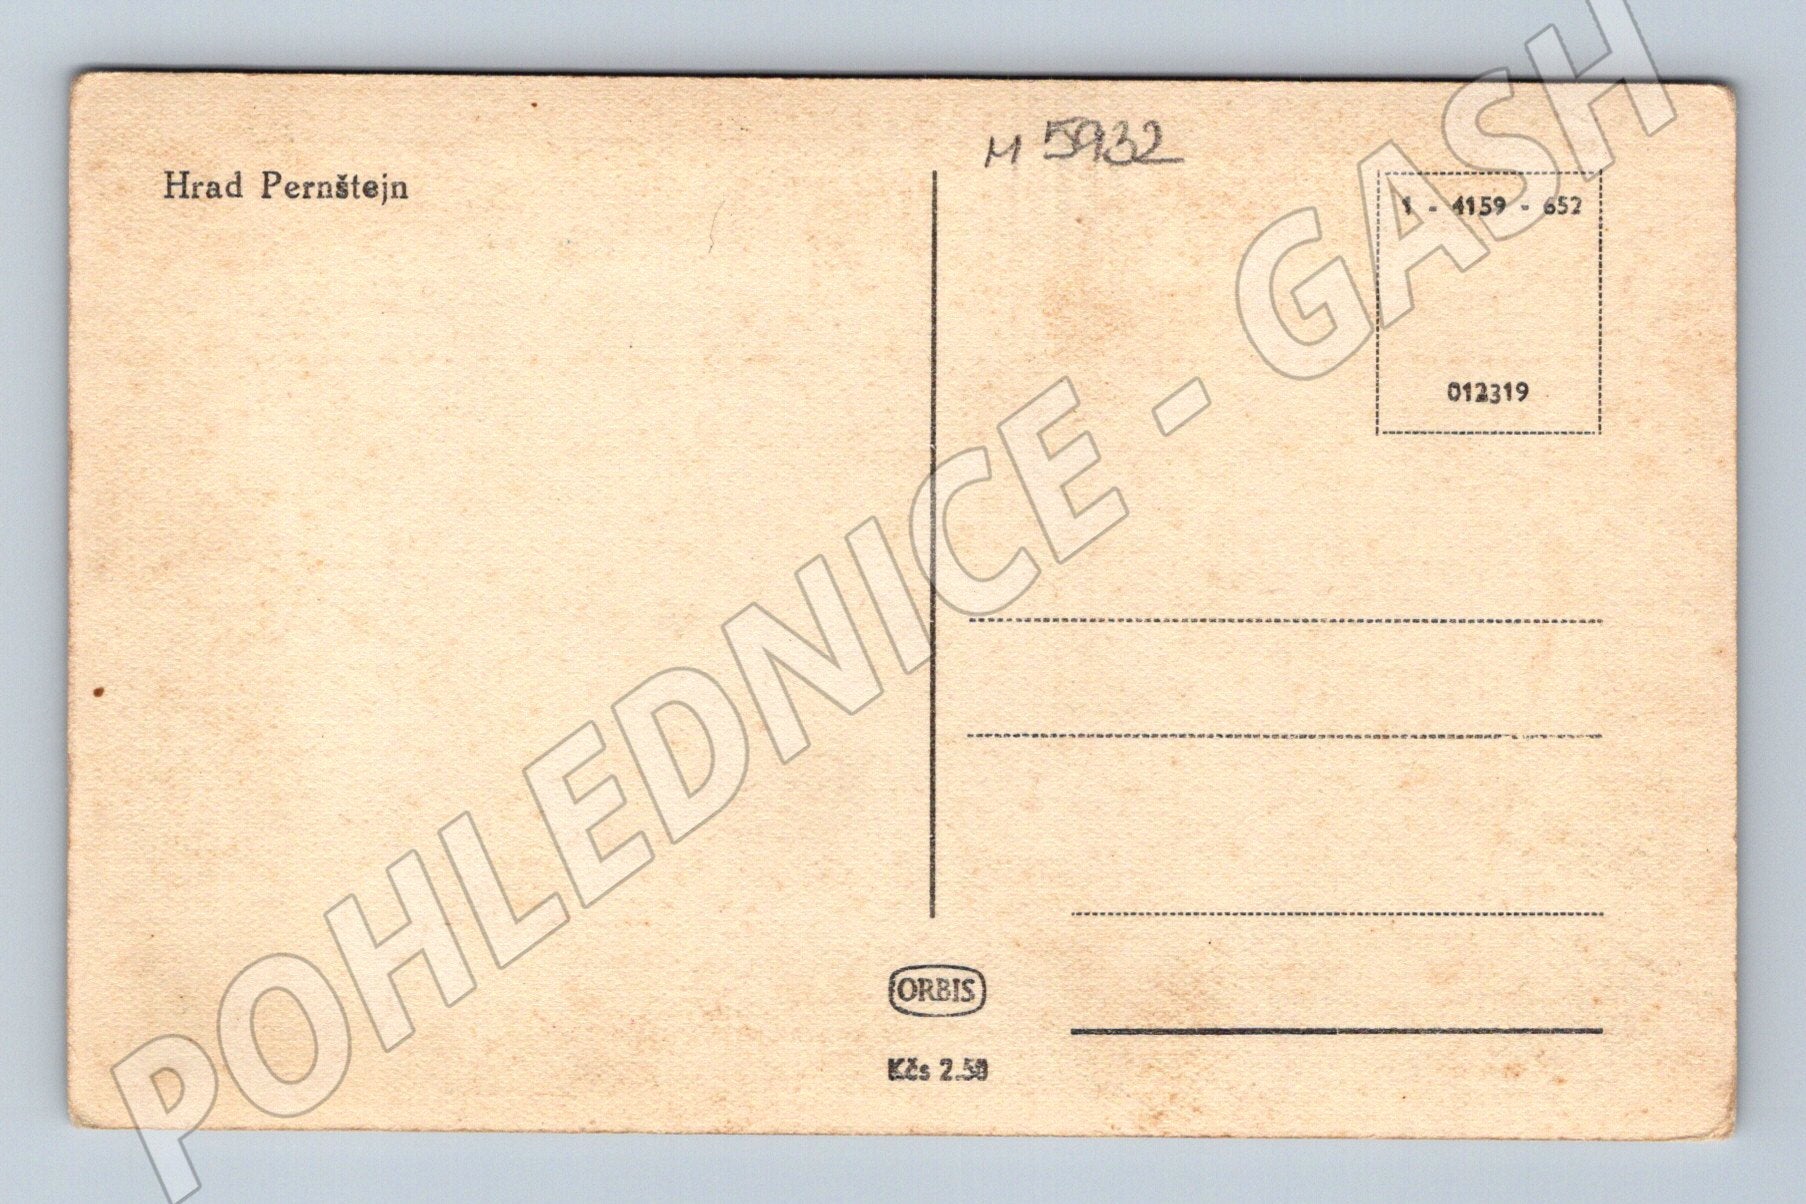 Hrad Pernštejn
M 5932
1 - 4159 - 652
012319
ORBIS
Kčs 2.50
POHLEDNICE - GASH